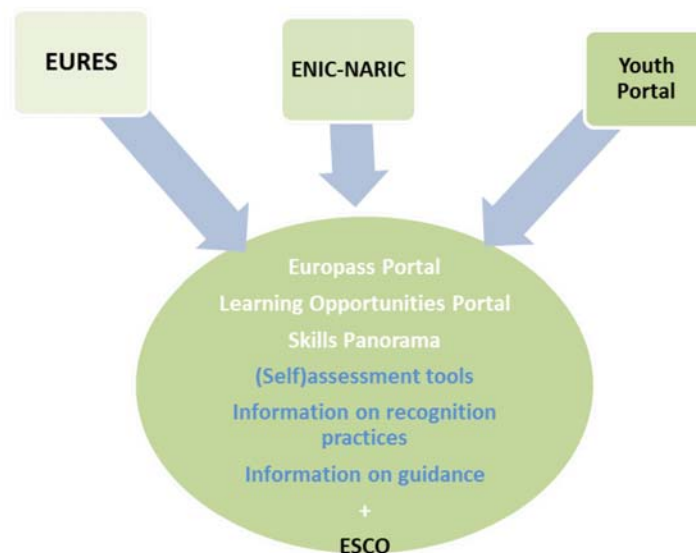 EURES
ENIC-NARIC
Youth
Portal
Europass Portal
Learning Opportunities Portal
Skills Panorama
(Self)assessment tools
Information on recognition
practices
Information on guidance
+
ESCO